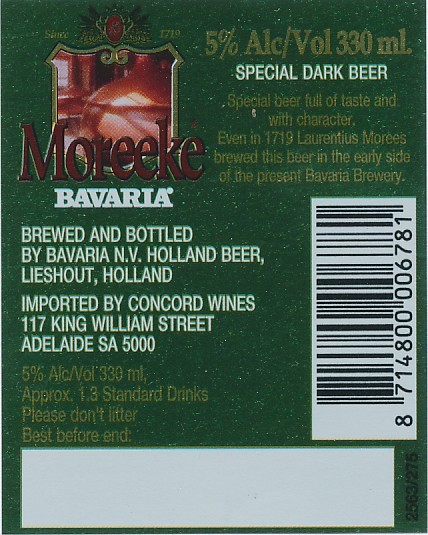 Since 1719
5% Alc/Vol 330 ml.
SPECIAL DARK BEER
Special beer full of taste and
with character.
Even in 1719 Laurentius Morees
brewed this beer in the early side
of the present Bavaria Brewery.
Moreeke
BAVARIA
BREWED AND BOTTLED
BY BAVARIA N.V. HOLLAND BEER,
LIESHOUT, HOLLAND
IMPORTED BY CONCORD WINES
117 KING WILLIAM STREET
ADELAIDE SA 5000
5% Alc/Vol 330 ml,
Approx. 1.3 Standard Drinks
Please don't litter
Best before end:
8 714800 006781
2563/275